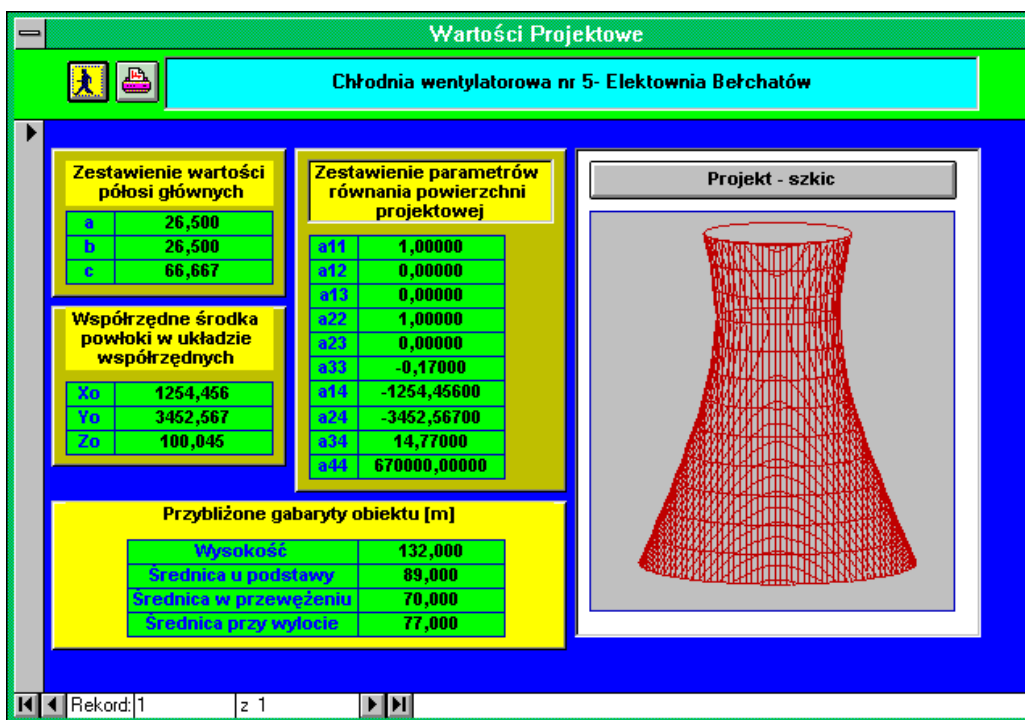 Wartości Projektowe
Chłodnia wentylatorowa nr 5- Elektownia Bełchatów
Zestawienie wartości
półosi głównych
a 26,500
b 26,500
c 66,667
Współrzędne środka
powłoki w układzie
współrzędnych
Xo 1254,456
Yo 3452,567
Zo 100,045
Zestawienie parametrów
równania powierzchni
projektowej
a11 1,00000
a12 0,00000
a13 0,00000
a22 1,00000
a23 0,00000
a33 -0,17000
a14 -1254,45600
a24 -3452,56700
a34 14,77000
a44 670000,00000
Projekt - szkic
Przybliżone gabaryty obiektu [m]
Wysokość 132,000
Średnica u podstawy 89,000
Średnica w przewężeniu 70,000
Średnica przy wylocie 77,000
Rekord: 1 z 1